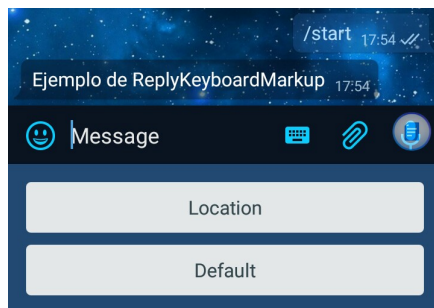 /start 17:54
Ejemplo de ReplyKeyboardMarkup 17:54
Message
Location
Default